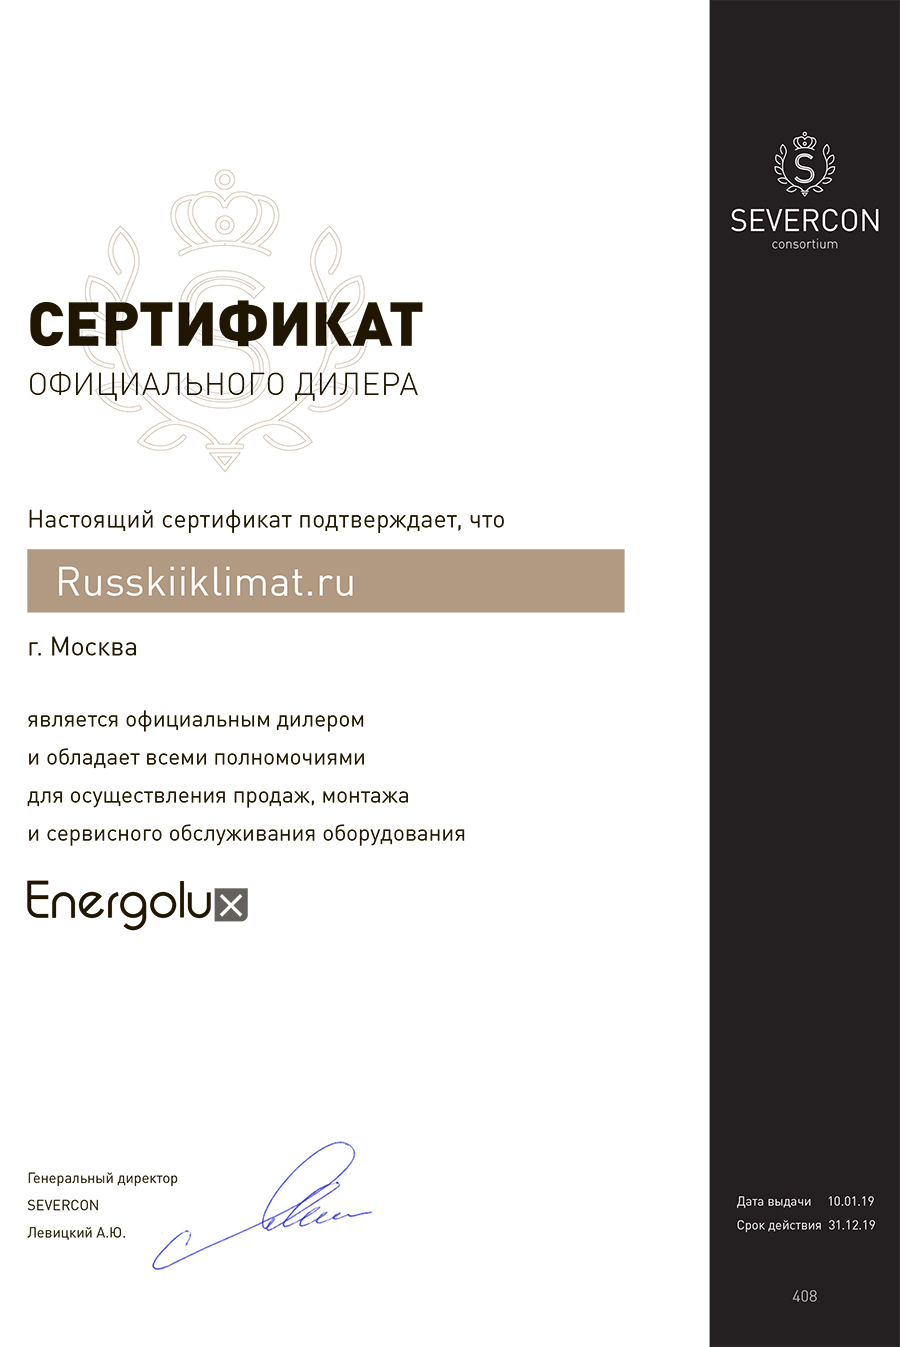 SEVERCON
consortium
СЕРТИФИКАТ
ОФИЦИАЛЬНОГО ДИЛЕРА
Настоящий сертификат подтверждает, что
Russkiiklimat.ru
г. Москва
является официальным дилером
и обладает всеми полномочиями
для осуществления продаж, монтажа
и сервисного обслуживания оборудования
Energolux
Генеральный директор
SEVERCON
Левицкий А.Ю.
Дата выдачи 10.01.19
Срок действия 31.12.19
408